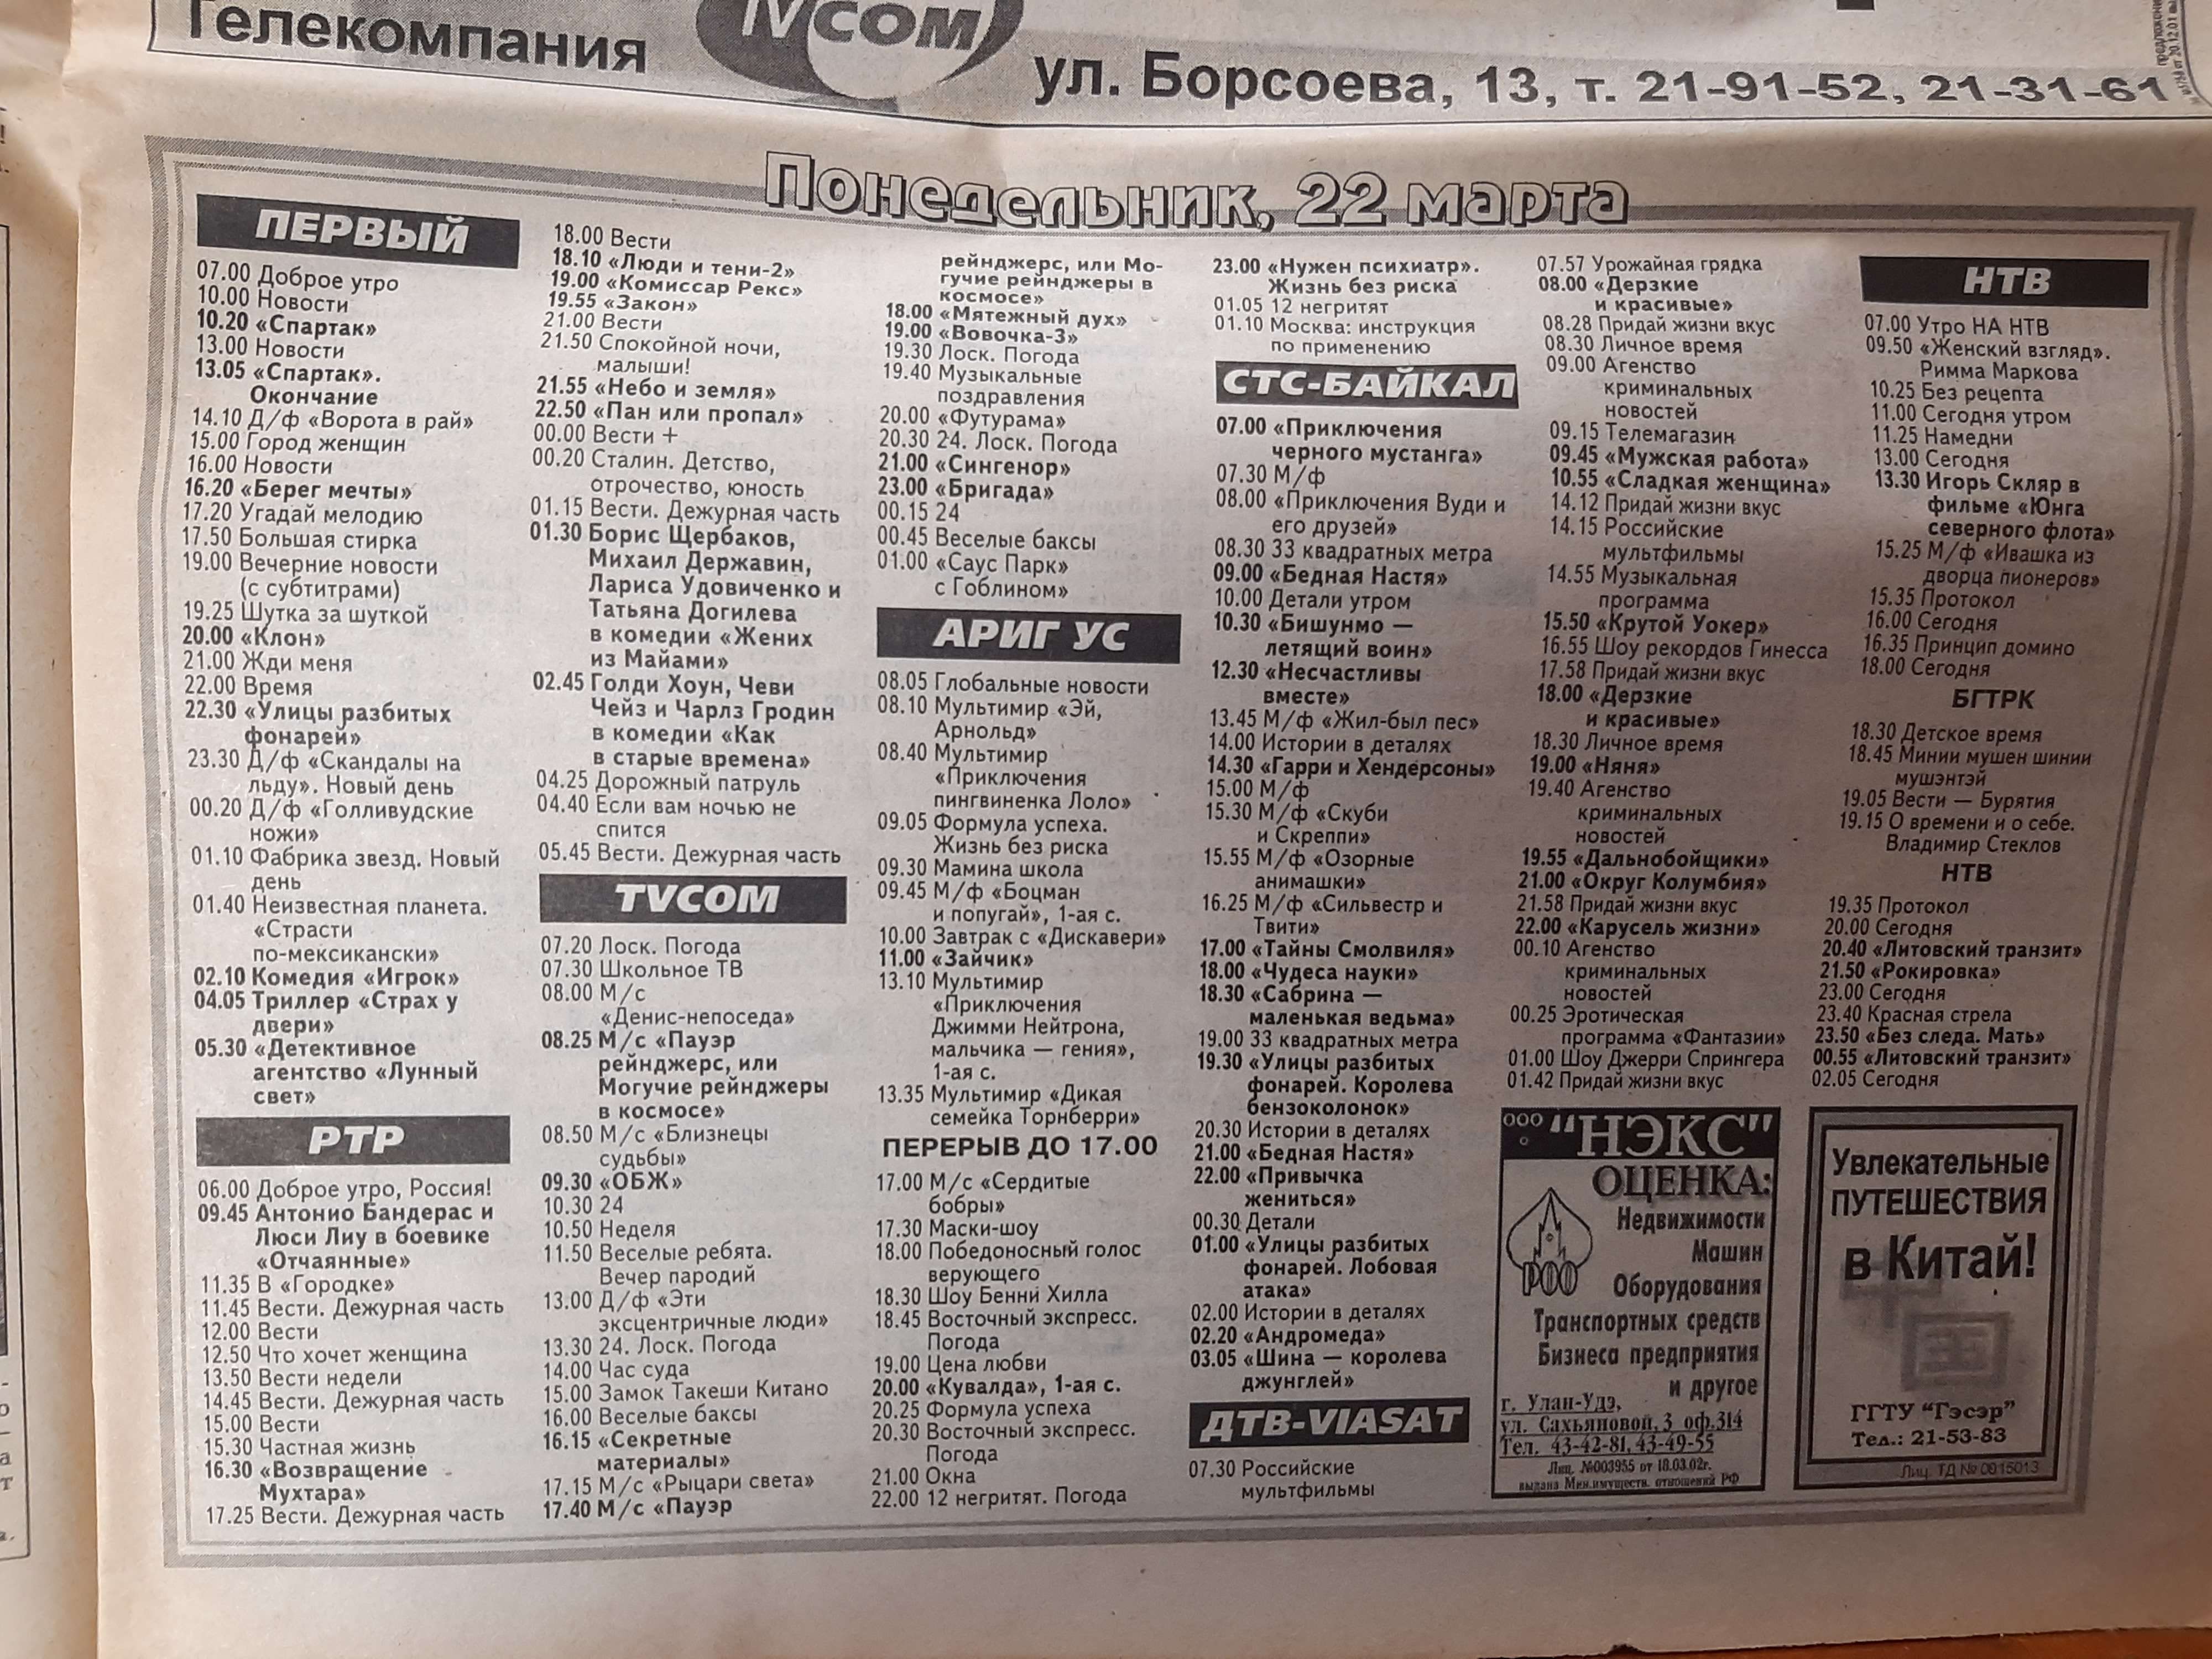 Телекомпания
TVCOM
ул. Борсоева, 13, т. 21-91-52, 21-31-61
Понедельник, 22 марта
ПЕРВЫЙ
07.00 Доброе утро
10.00 Новости
10.20 «Спартак»
13.00 Новости
13.05 «Спартак».
Окончание
14.10 Д/ф «Ворота в рай»
15.00 Город женщин
16.00 Новости
16.20 «Берег мечты»
17.20 Угадай мелодию
17.50 Большая стирка
19.00 Вечерние новости
(с субтитрами)
19.25 Шутка за шуткой
20.00 «Клон»
21.00 Жди меня
22.00 Время
22.30 «Улицы разбитых
фонарей»
23.30 Д/ф «Скандалы на
льду». Новый день
00.20 Д/ф «Голливудские
ножи»
01.10 Фабрика звезд. Новый
день
01.40 Неизвестная планета.
«Страсти
по-мексикански»
02.10 Комедия «Игрок»
04.05 Триллер «Страх у
двери»
05.30 «Детективное
агентство «Лунный
свет»
РТР
06.00 Доброе утро, Россия!
09.45 Антонио Бандерас и
Люси Лиу в боевике
«Отчаянные»
11.35 В «Городке»
11.45 Вести. Дежурная часть
12.00 Вести
12.50 Что хочет женщина
13.50 Вести недели
14.45 Вести. Дежурная часть
15.00 Вести
15.30 Частная жизнь
16.30 «Возвращение
Мухтара»
17.25 Вести. Дежурная часть
18.00 Вести
18.10 «Люди и тени-2»
19.00 «Комиссар Рекс»
19.55 «Закон»
21.00 Вести
21.50 Спокойной ночи,
малыши!
21.55 «Небо и земля»
22.50 «Пан или пропал»
00.00 Вести +
00.20 Сталин. Детство,
отрочество, юность
01.15 Вести. Дежурная часть
01.30 Борис Щербаков,
Михаил Державин,
Лариса Удовиченко и
Татьяна Догилева
в комедии «Жених
из Майами»
02.45 Голди Хоун, Чеви
Чейз и Чарлз Гродин
в комедии «Как
в старые времена»
04.25 Дорожный патруль
04.40 Если вам ночью не
спится
05.45 Вести. Дежурная часть
TVCOM
07.20 Лоск. Погода
07.30 Школьное ТВ
08.00 М/с
«Денис-непоседа»
08.25 М/с «Пауэр
рейнджерс, или
Могучие рейнджеры
в космосе»
08.50 М/с «Близнецы
судьбы»
09.30 «ОБЖ»
10.30 24
10.50 Неделя
11.50 Веселые ребята.
Вечер пародий
13.00 Д/ф «Эти
эксцентричные люди»
13.30 24. Лоск. Погода
14.00 Час суда
15.00 Замок Такеши Китано
16.00 Веселые баксы
16.15 «Секретные
материалы»
17.15 М/с «Рыцари света»
17.40 М/с «Пауэр
рейнджерс, или Мо-
гучие рейнджеры в
космосе»
18.00 «Мятежный дух»
19.00 «Вовочка-3»
19.30 Лоск. Погода
19.40 Музыкальные
поздравления
20.00 «Футурама»
20.30 24. Лоск. Погода
21.00 «Сингенор»
23.00 «Бригада»
00.15 24
00.45 Веселые баксы
01.00 «Саус Парк»
с Гоблином»
АРИГ УС
08.05 Глобальные новости
08.10 Мультимир «Эй,
Арнольд»
08.40 Мультимир
«Приключения
пингвиненка Лоло»
09.05 Формула успеха.
Жизнь без риска
09.30 Мамина школа
09.45 М/ф «Боцман
и попугай», 1-ая с.
10.00 Завтрак с «Дискавери»
11.00 «Зайчик»
13.10 Мультимир
«Приключения
Джимми Нейтрона,
мальчика — гения»,
1-ая с.
13.35 Мультимир «Дикая
семейка Торнберри»
ПЕРЕРЫВ ДО 17.00
17.00 М/с «Сердитые
бобры»
17.30 Маски-шоу
18.00 Победоносный голос
верующего
18.30 Шоу Бенни Хилла
18.45 Восточный экспресс.
Погода
19.00 Цена любви
20.00 «Кувалда», 1-ая с.
20.25 Формула успеха
20.30 Восточный экспресс.
Погода
21.00 Окна
22.00 12 негритят. Погода
23.00 «Нужен психиатр».
Жизнь без риска
01.05 12 негритят
01.10 Москва: инструкция
по применению
СТС-БАЙКАЛ
07.00 «Приключения
черного мустанга»
07.30 М/ф
08.00 «Приключения Вуди и
его друзей»
08.30 33 квадратных метра
09.00 «Бедная Настя»
10.00 Детали утром
10.30 «Бишунмо —
летящий воин»
12.30 «Несчастливы
вместе»
13.45 М/ф «Жил-был пес»
14.00 Истории в деталях
14.30 «Гарри и Хендерсоны»
15.00 М/ф
15.30 М/ф «Скуби
и Скреппи»
15.55 М/ф «Озорные
анимашки»
16.25 М/ф «Сильвестр и
Твити»
17.00 «Тайны Смолвиля»
18.00 «Чудеса науки»
18.30 «Сабрина —
маленькая ведьма»
19.00 33 квадратных метра
19.30 «Улицы разбитых
фонарей. Королева
бензоколонок»
20.30 Истории в деталях
21.00 «Бедная Настя»
22.00 «Привычка
жениться»
00.30 Детали
01.00 «Улицы разбитых
фонарей. Лобовая
атака»
02.00 Истории в деталях
02.20 «Андромеда»
03.05 «Шина — королева
джунглей»
ДТВ-VIASAT
07.30 Российские
мультфильмы
07.57 Урожайная грядка
08.00 «Дерзкие
и красивые»
08.28 Придай жизни вкус
08.30 Личное время
09.00 Агенство
криминальных
новостей
09.15 Телемагазин
09.45 «Мужская работа»
10.55 «Сладкая женщина»
14.12 Придай жизни вкус
14.15 Российские
мультфильмы
14.55 Музыкальная
программа
15.50 «Крутой Уокер»
16.55 Шоу рекордов Гинесса
17.58 Придай жизни вкус
18.00 «Дерзкие
и красивые»
18.30 Личное время
19.00 «Няня»
19.40 Агенство
криминальных
новостей
19.55 «Дальнобойщики»
21.00 «Округ Колумбия»
21.58 Придай жизни вкус
22.00 «Карусель жизни»
00.10 Агенство
криминальных
новостей
00.25 Эротическая
программа «Фантазии»
01.00 Шоу Джерри Спрингера
01.42 Придай жизни вкус
ООО "НЭКС"
ОЦЕНКА:
Недвижимости
Машин
Оборудования
Транспортных средств
Бизнеса предприятия
и другое
РОО
г. Улан-Удэ,
ул. Сахьяновой, 3 оф.314
Тел. 43-42-81, 43-49-55
Лиц. №003955 от 18.03.02г.
выдана Мин.имуществ. отношений РФ
НТВ
07.00 Утро НА НТВ
09.50 «Женский взгляд».
Римма Маркова
10.25 Без рецепта
11.00 Сегодня утром
11.25 Намедни
13.00 Сегодня
13.30 Игорь Скляр в
фильме «Юнга
северного флота»
15.25 М/ф «Ивашка из
дворца пионеров»
15.35 Протокол
16.00 Сегодня
16.35 Принцип домино
18.00 Сегодня
БГТРК
18.30 Детское время
18.45 Минии мушен шинии
мушэнтэй
19.05 Вести — Бурятия
19.15 О времени и о себе.
Владимир Стеклов
НТВ
19.35 Протокол
20.00 Сегодня
20.40 «Литовский транзит»
21.50 «Рокировка»
23.00 Сегодня
23.40 Красная стрела
23.50 «Без следа. Мать»
00.55 «Литовский транзит»
02.05 Сегодня
Увлекательные
ПУТЕШЕСТВИЯ
в Китай!
ГГТУ "Гэсэр"
Тел.: 21-53-83
Лиц. ТД № 0015013